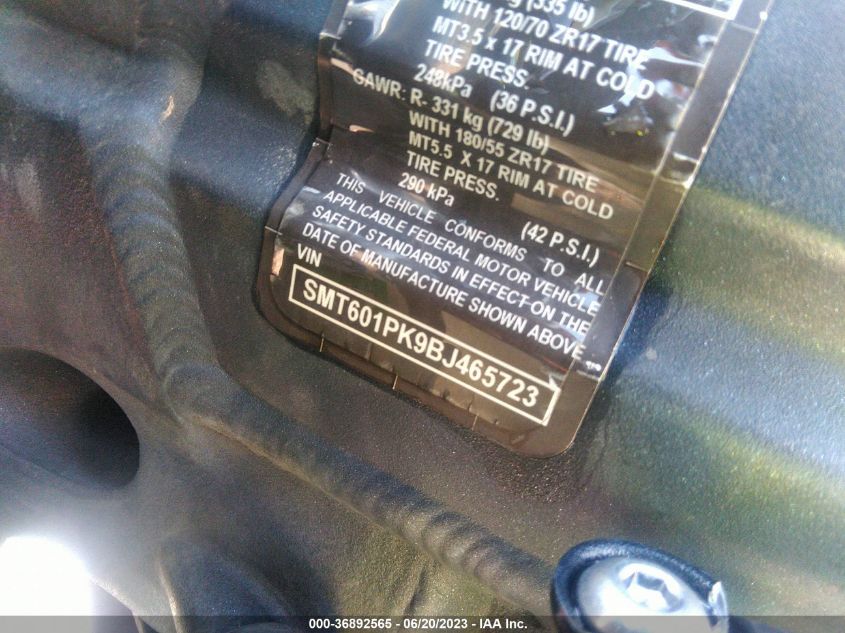 (335 lb)
WITH 120/70 ZR17 TIRE
MT3.5 x 17 RIM AT COLD
TIRE PRESS.
248kPa (36 P.S.I.)
GAWR: R- 331 kg (729 lb)
WITH 180/55 ZR17 TIRE
MT5.5 X 17 RIM AT COLD
TIRE PRESS.
290 kPa (42 P.S.I.)
THIS VEHICLE CONFORMS TO ALL
APPLICABLE FEDERAL MOTOR VEHICLE
SAFETY STANDARDS IN EFFECT ON THE
DATE OF MANUFACTURE SHOWN ABOVE
VIN
SMT601PK9BJ465723
000-36892565 / 06/20/2023 - IAA Inc.